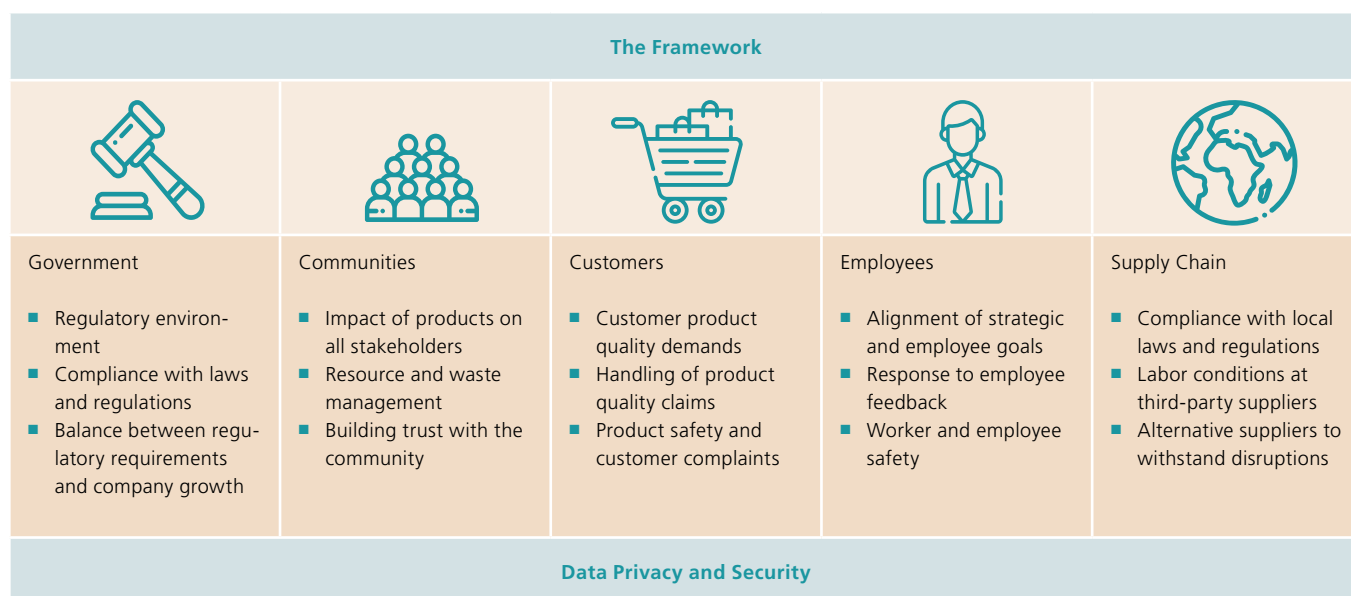 The Framework
Government
■ Regulatory environ-
ment
■ Compliance with laws
and regulations
■ Balance between regu-
latory requirements
and company growth
Communities
■ Impact of products on
all stakeholders
■ Resource and waste
management
■ Building trust with the
community
Customers
■ Customer product
quality demands
■ Handling of product
quality claims
■ Product safety and
customer complaints
Employees
■ Alignment of strategic
and employee goals
■ Response to employee
feedback
■ Worker and employee
safety
Supply Chain
■ Compliance with local
laws and regulations
■ Labor conditions at
third-party suppliers
■ Alternative suppliers to
withstand disruptions
Data Privacy and Security